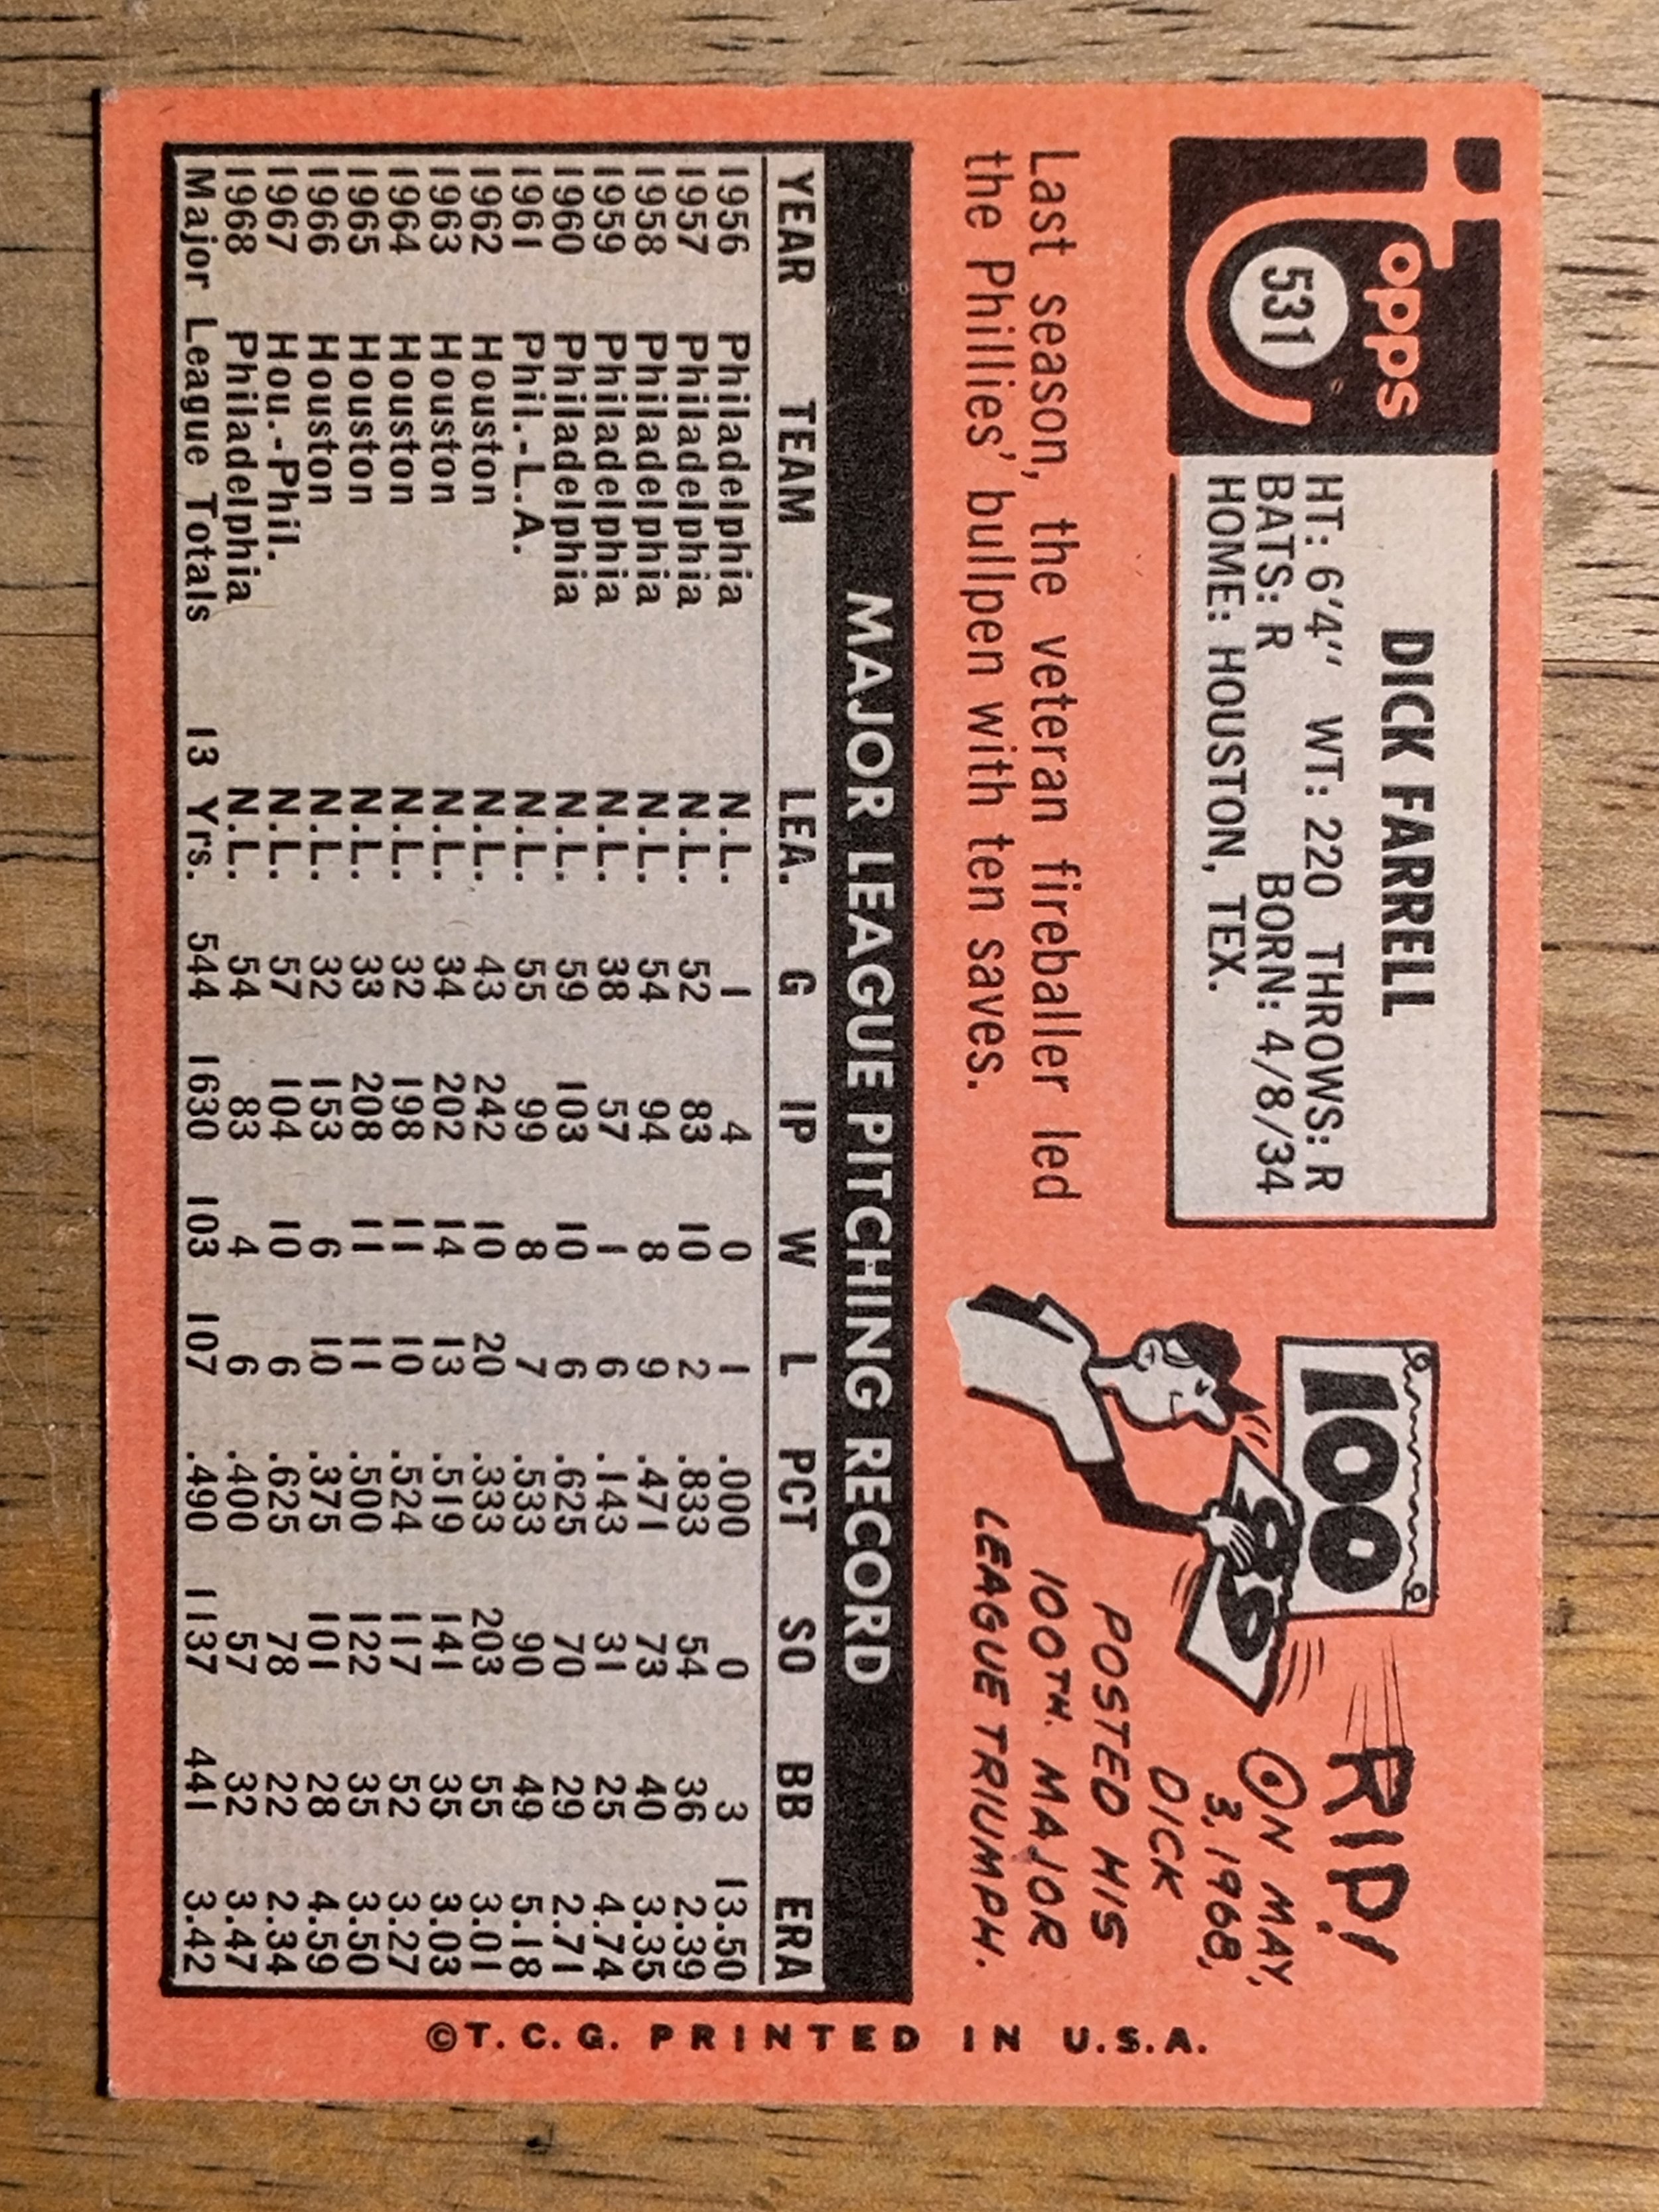 Topps
531
DICK FARRELL
HT: 6'4" WT: 220 THROWS: R
BATS: R BORN: 4/8/34
HOME: HOUSTON, TEX.
Last season, the veteran fireballer led
the Phillies' bullpen with ten saves.
100
99
RIP!
ON MAY,
3, 1968,
DICK
POSTED HIS
100TH. MAJOR
LEAGUE TRIUMPH.
MAJOR LEAGUE PITCHING RECORD
YEAR TEAM LEA. G IP W L PCT SO BB ERA
1956 Philadelphia N.L. 1 4 0 1 .000 0 3 13.50
1957 Philadelphia N.L. 52 83 10 2 .833 54 36 2.39
1958 Philadelphia N.L. 54 94 8 9 .471 73 40 3.35
1959 Philadelphia N.L. 38 57 1 6 .143 31 25 4.74
1960 Philadelphia N.L. 59 103 10 6 .625 70 29 2.71
1961 Phil.-L.A. N.L. 55 99 8 7 .533 90 49 5.18
1962 Houston N.L. 43 242 10 20 .333 203 55 3.01
1963 Houston N.L. 34 202 14 13 .519 141 35 3.03
1964 Houston N.L. 32 198 11 10 .524 117 52 3.27
1965 Houston N.L. 33 208 11 11 .500 122 35 3.50
1966 Houston N.L. 32 153 6 10 .375 101 28 4.59
1967 Hou.-Phil. N.L. 57 104 10 6 .625 78 22 2.34
1968 Philadelphia N.L. 54 83 4 6 .400 57 32 3.47
Major League Totals 13 Yrs. 544 1630 103 107 .490 1137 441 3.42
©T.C.G. PRINTED IN U.S.A.